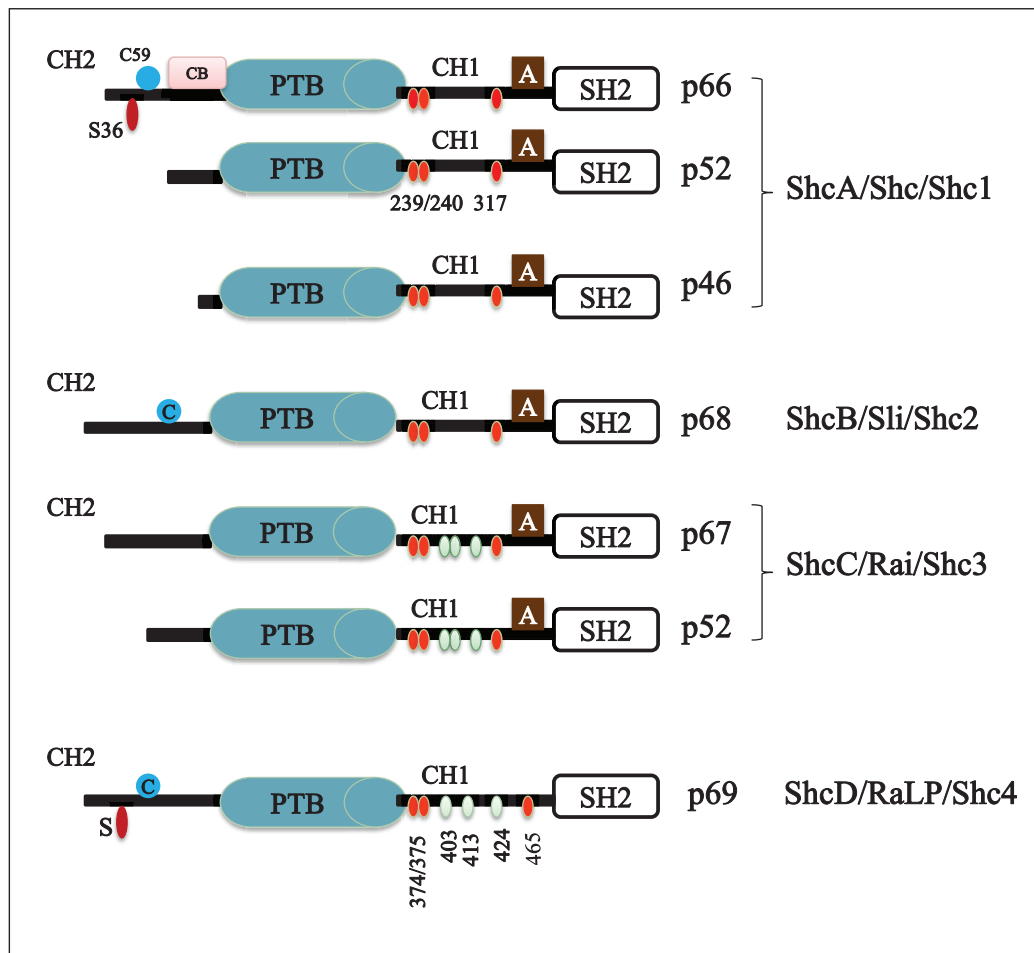 CH2 C59 CB PTB CH1 A SH2 p66
S36
PTB CH1 A SH2 p52 ShcA/Shc/Shc1
239/240 317
PTB CH1 A SH2 p46
CH2
C PTB CH1 A SH2 p68 ShcB/Sli/Shc2
CH2
PTB CH1 A SH2 p67
ShcC/Rai/Shc3
PTB CH1 A SH2 p52
CH2
C PTB CH1 SH2 p69 ShcD/RaLP/Shc4
S
374/375 403 413 424 465